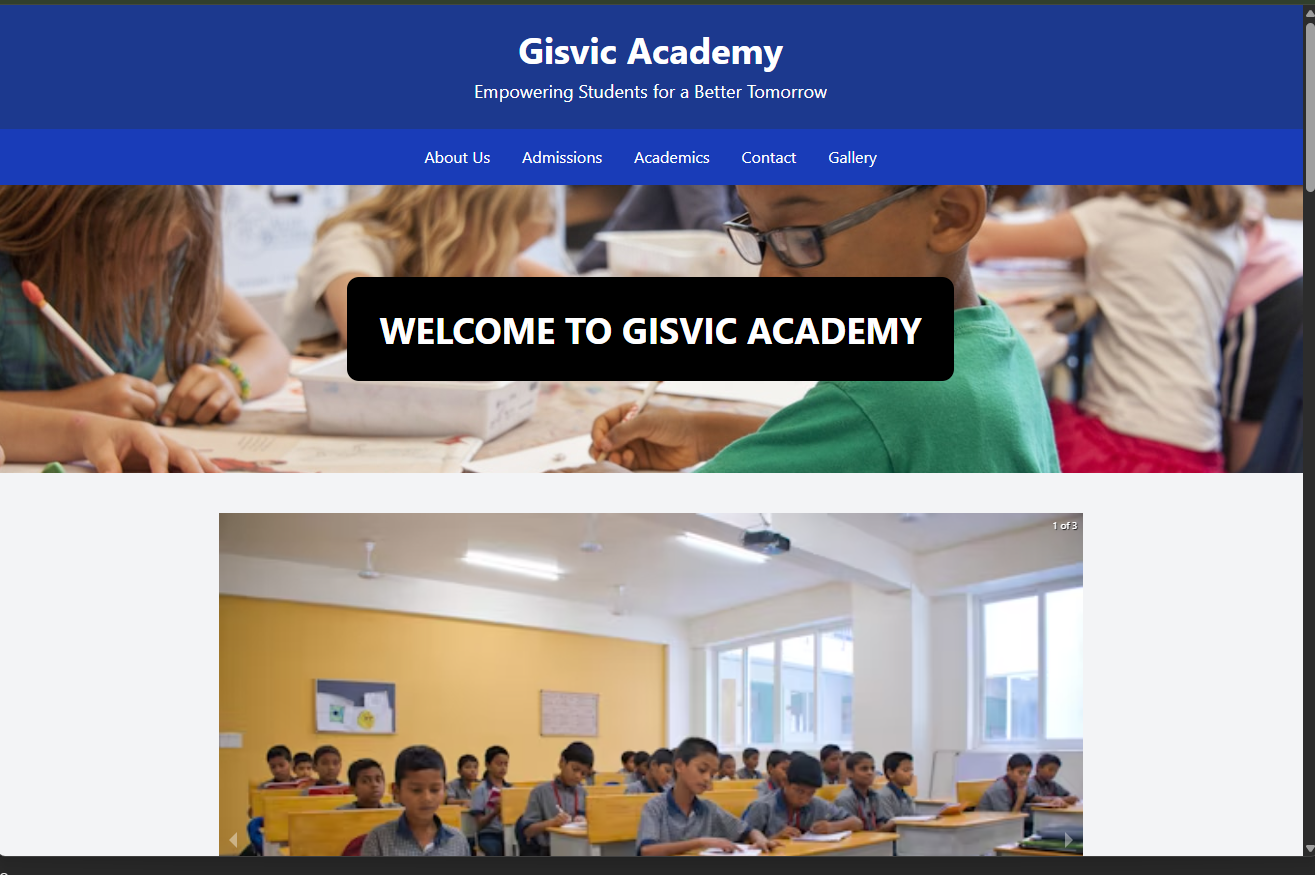 Gisvic Academy
Empowering Students for a Better Tomorrow
About Us Admissions Academics Contact Gallery
WELCOME TO GISVIC ACADEMY
1 of 3